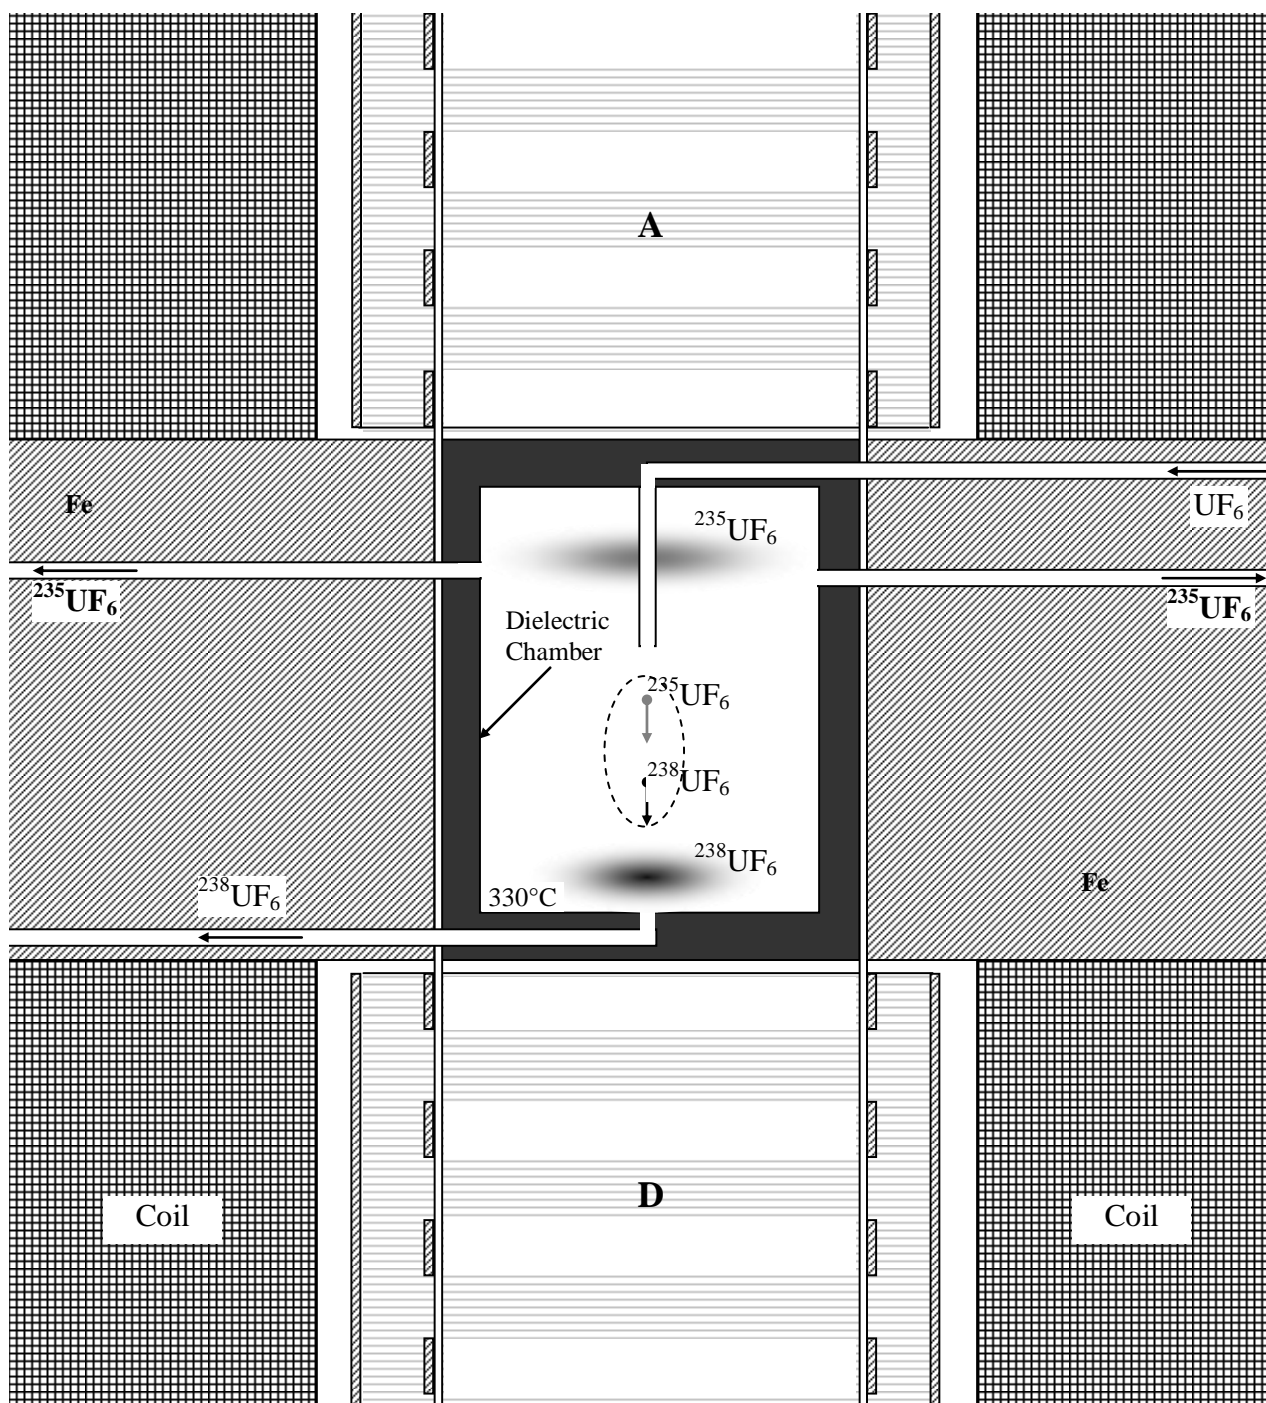 A
Fe
UF₆
²³⁵UF₆
²³⁵UF₆
²³⁵UF₆
Dielectric
Chamber
²³⁵UF₆
²³⁸UF₆
²³⁸UF₆
330°C
²³⁸UF₆
Fe
D
Coil
Coil